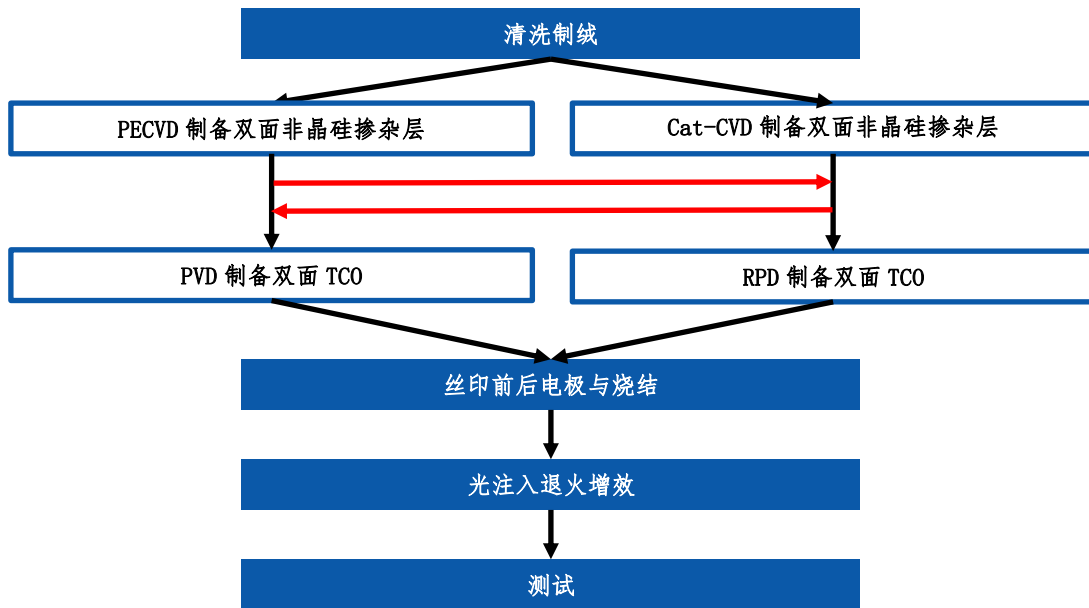 清洗制绒
PECVD 制备双面非晶硅掺杂层
Cat-CVD 制备双面非晶硅掺杂层
PVD 制备双面 TCO
RPD 制备双面 TCO
丝印前后电极与烧结
光注入退火增效
测试